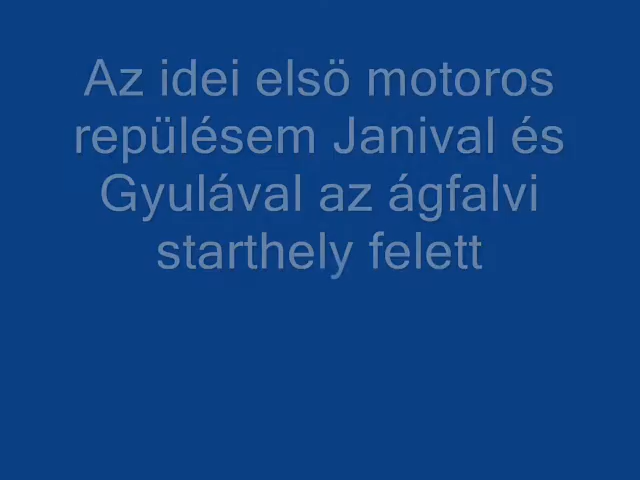 Az idei elsö motoros
repülésem Janival és
Gyulával az ágfalvi
starthely felett